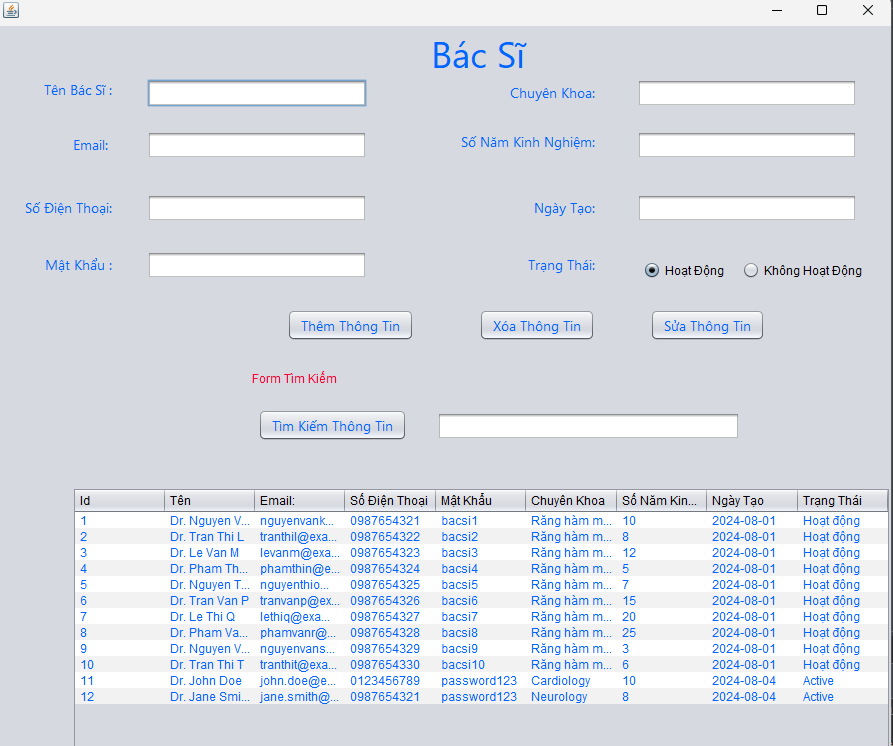 Bác Sĩ
Tên Bác Sĩ :
Chuyên Khoa:
Email:
Số Năm Kinh Nghiệm:
Số Điện Thoại:
Ngày Tạo:
Mật Khẩu :
Trạng Thái: Hoạt Động Không Hoạt Động
Thêm Thông Tin Xóa Thông Tin Sửa Thông Tin
Form Tìm Kiếm
Tìm Kiếm Thông Tin
Id Tên Email: Số Điện Thoại Mật Khẩu Chuyên Khoa Số Năm Kin... Ngày Tạo Trạng Thái
1 Dr. Nguyen V... nguyenvank... 0987654321 bacsi1 Răng hàm m... 10 2024-08-01 Hoạt động
2 Dr. Tran Thi L tranthil@exa... 0987654322 bacsi2 Răng hàm m... 8 2024-08-01 Hoạt động
3 Dr. Le Van M levanm@exa... 0987654323 bacsi3 Răng hàm m... 12 2024-08-01 Hoạt động
4 Dr. Pham Th... phamthin@e... 0987654324 bacsi4 Răng hàm m... 5 2024-08-01 Hoạt động
5 Dr. Nguyen T... nguyenthio... 0987654325 bacsi5 Răng hàm m... 7 2024-08-01 Hoạt động
6 Dr. Tran Van P tranvanp@ex... 0987654326 bacsi6 Răng hàm m... 15 2024-08-01 Hoạt động
7 Dr. Le Thi Q lethiq@exa... 0987654327 bacsi7 Răng hàm m... 20 2024-08-01 Hoạt động
8 Dr. Pham Va... phamvanr@... 0987654328 bacsi8 Răng hàm m... 25 2024-08-01 Hoạt động
9 Dr. Nguyen V... nguyenvans... 0987654329 bacsi9 Răng hàm m... 3 2024-08-01 Hoạt động
10 Dr. Tran Thi T tranthit@exa... 0987654330 bacsi10 Răng hàm m... 6 2024-08-01 Hoạt động
11 Dr. John Doe john.doe@e... 0123456789 password123 Cardiology 10 2024-08-04 Active
12 Dr. Jane Smi... jane.smith@... 0987654321 password123 Neurology 8 2024-08-04 Active